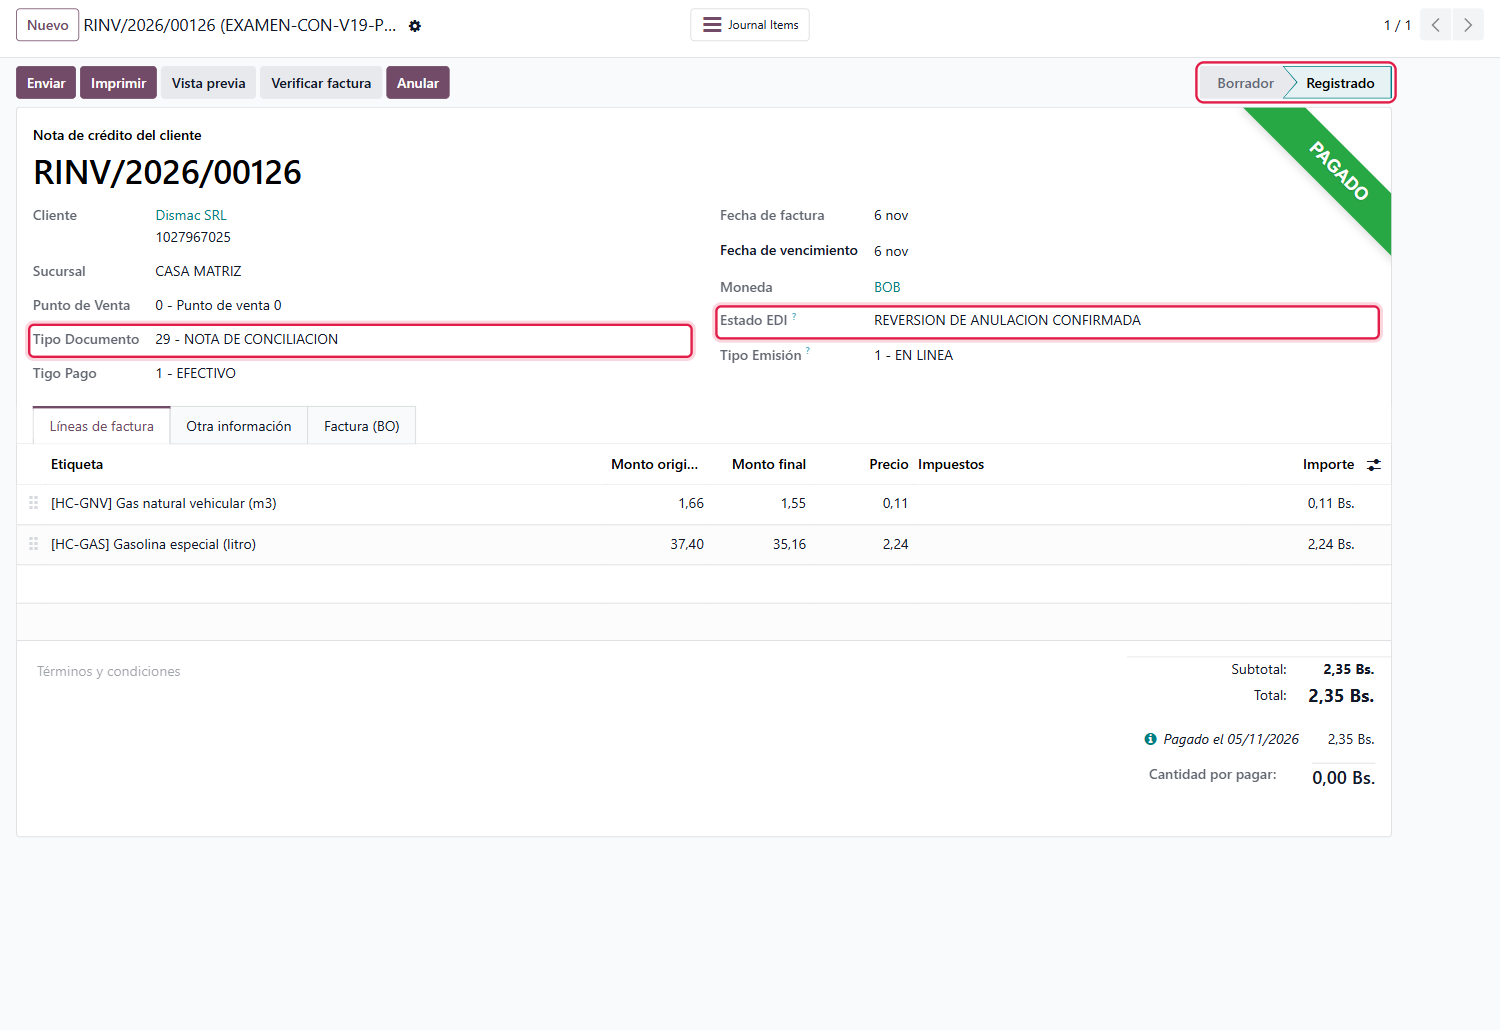 Nuevo RINV/2026/00126 (EXAMEN-CON-V19-P... Journal Items 1 / 1
Enviar Imprimir Vista previa Verificar factura Anular Borrador Registrado
PAGADO
Nota de crédito del cliente
RINV/2026/00126
Cliente Dismac SRL
1027967025
Sucursal CASA MATRIZ
Punto de Venta 0 - Punto de venta 0
Tipo Documento 29 - NOTA DE CONCILIACION
Tigo Pago 1 - EFECTIVO
Fecha de factura 6 nov
Fecha de vencimiento 6 nov
Moneda BOB
Estado EDI ? REVERSION DE ANULACION CONFIRMADA
Tipo Emisión ? 1 - EN LINEA
Líneas de factura Otra información Factura (BO)
Etiqueta Monto origi... Monto final Precio Impuestos Importe
[HC-GNV] Gas natural vehicular (m3) 1,66 1,55 0,11 0,11 Bs.
[HC-GAS] Gasolina especial (litro) 37,40 35,16 2,24 2,24 Bs.
Términos y condiciones
Subtotal: 2,35 Bs.
Total: 2,35 Bs.
Pagado el 05/11/2026 2,35 Bs.
Cantidad por pagar: 0,00 Bs.